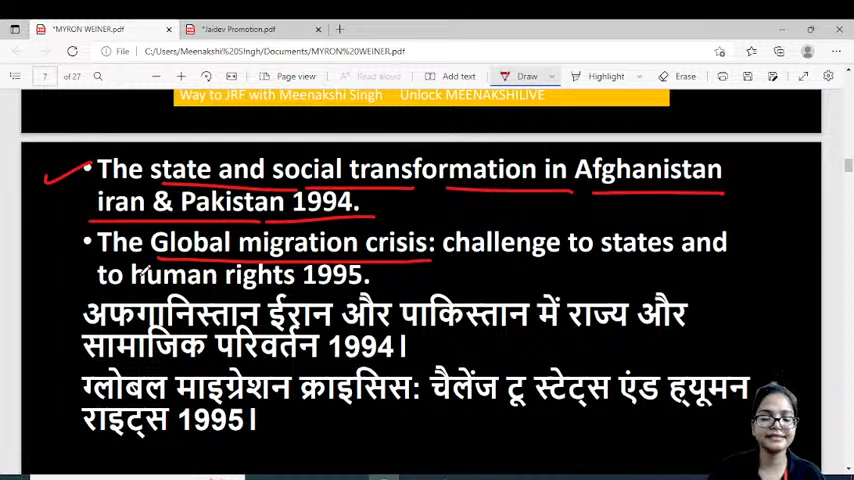 *MYRON WEINER.pdf
*Jaidev Promotion.pdf
File
C:/Users/Meenakshi%20SIngh/Documents/MYRON%20WEINER.pdf
7 of 27
Page view
Read aloud
Add text
Draw
Highlight
Erase
Way to JRF with Meenakshi Singh Unlock MEENAKSHILIVE
• The state and social transformation in Afghanistan
iran & Pakistan 1994.
• The Global migration crisis: challenge to states and
to human rights 1995.
अफगानिस्तान ईरान और पाकिस्तान में राज्य और
सामाजिक परिवर्तन 1994।
ग्लोबल माइग्रेशन क्राइसिस: चैलेंज टू स्टेट्स एंड ह्यूमन
राइट्स 1995।